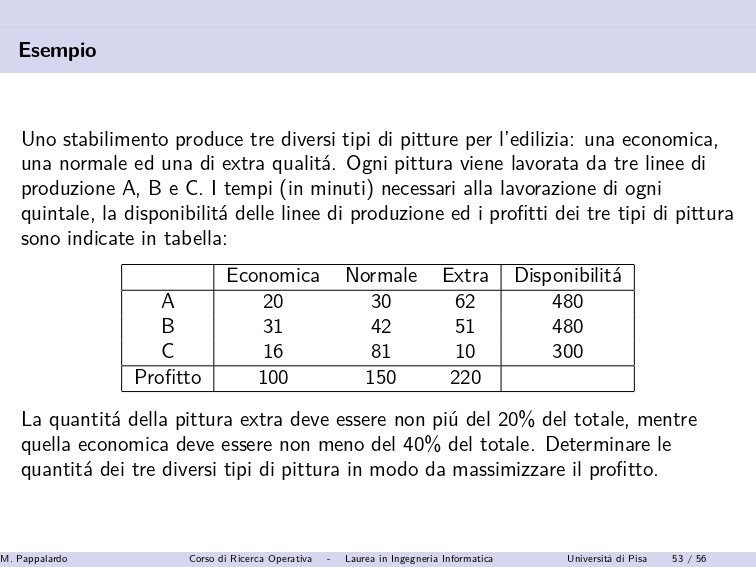 Esempio
Uno stabilimento produce tre diversi tipi di pitture per l'edilizia: una economica,
una normale ed una di extra qualitá. Ogni pittura viene lavorata da tre linee di
produzione A, B e C. I tempi (in minuti) necessari alla lavorazione di ogni
quintale, la disponibilitá delle linee di produzione ed i profitti dei tre tipi di pittura
sono indicate in tabella:
Economica Normale Extra Disponibilitá
A 20 30 62 480
B 31 42 51 480
C 16 81 10 300
Profitto 100 150 220
La quantitá della pittura extra deve essere non piú del 20% del totale, mentre
quella economica deve essere non meno del 40% del totale. Determinare le
quantitá dei tre diversi tipi di pittura in modo da massimizzare il profitto.
M. Pappalardo Corso di Ricerca Operativa - Laurea in Ingegneria Informatica Universitá di Pisa 53 / 56